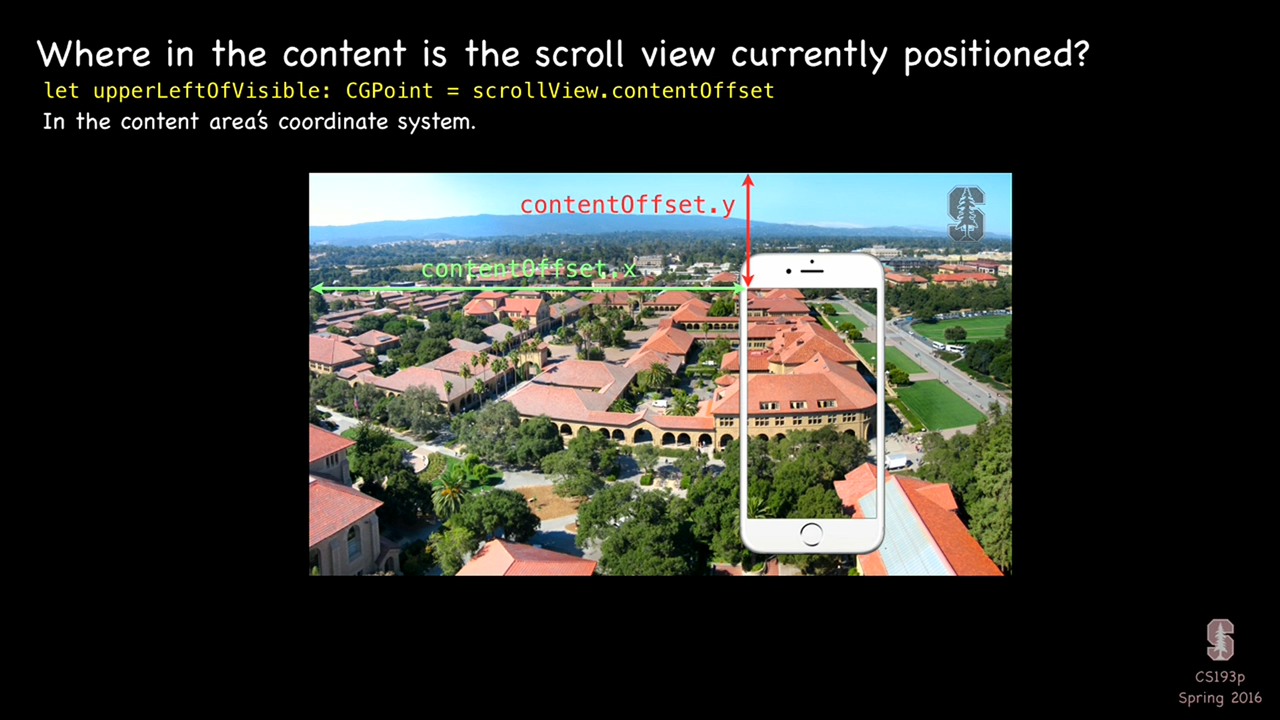 Where in the content is the scroll view currently positioned?
let upperLeftOfVisible: CGPoint = scrollView.contentOffset
In the content area's coordinate system.
contentOffset.y
contentOffset.x
S
S
CS193p
Spring 2016